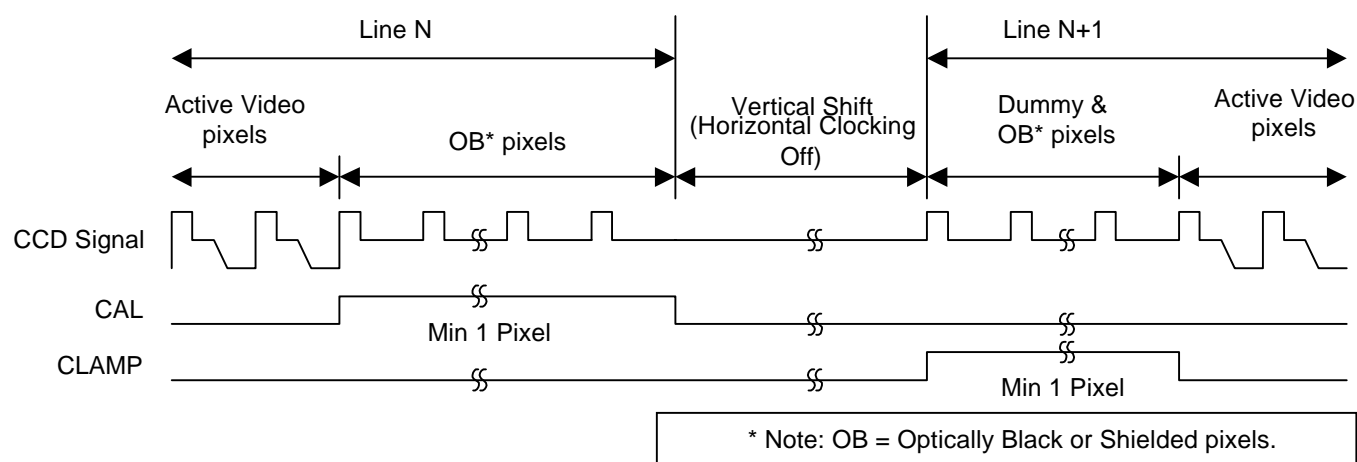 Line N
Line N+1
Active Video
pixels
OB* pixels
Vertical Shift
(Horizontal Clocking
Off)
Dummy &
OB* pixels
Active Video
pixels
CCD Signal
CAL
Min 1 Pixel
CLAMP
Min 1 Pixel
* Note: OB = Optically Black or Shielded pixels.